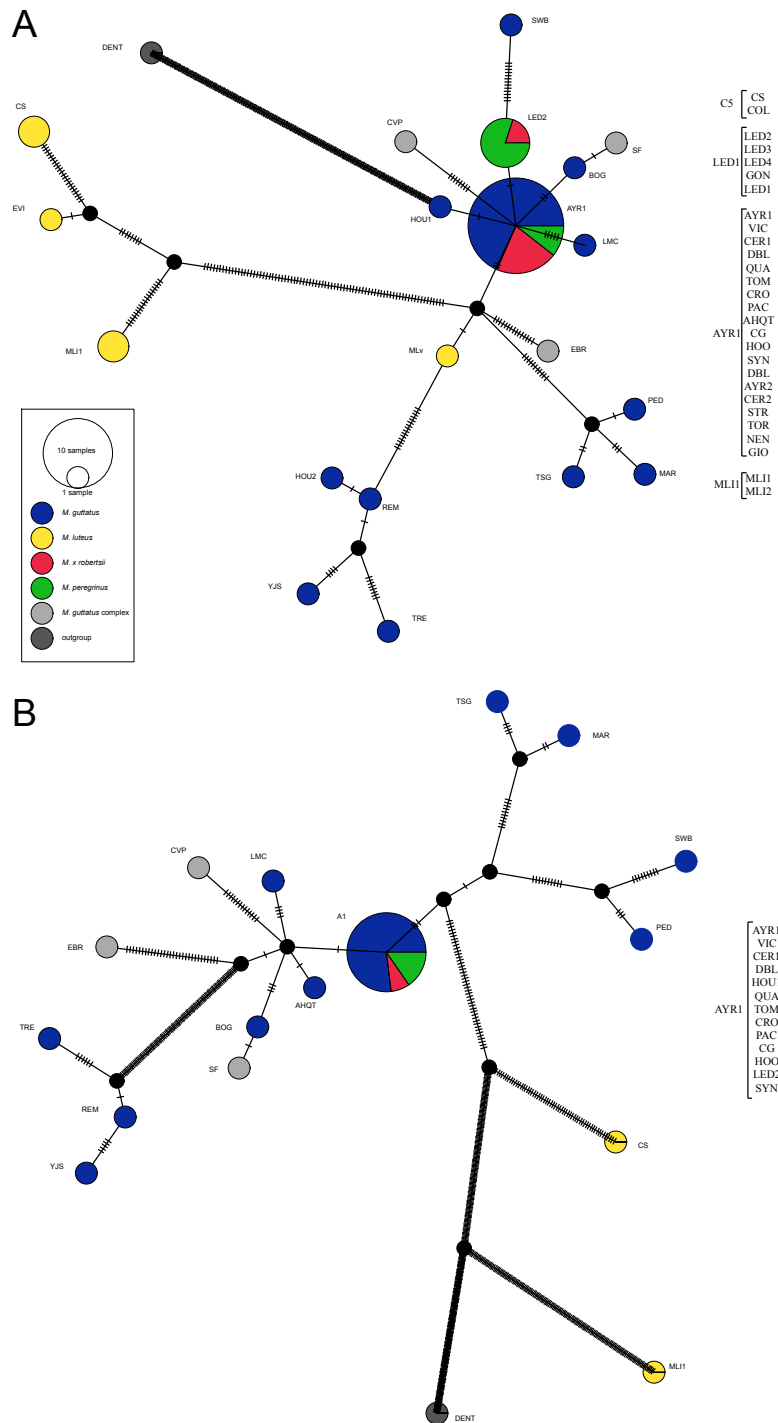 A
DENT
SWB
CS
CVP
LED2
SF
BOG
EVI
HOU1
AYR1
LMC
MLI1
MLv
EBR
PED
HOU2
REM
TSG
MAR
YJS
TRE
10 samples
1 sample
M. guttatus
M. luteus
M. x robertsii
M. peregrinus
M. guttatus complex
outgroup
C5
CS
COL
LED1
LED2
LED3
LED4
GON
LED1
AYR1
AYR1
VIC
CER1
DBL
QUA
TOM
CRO
PAC
AHQT
CG
HOO
SYN
DBL
AYR2
CER2
STR
TOR
NEN
GIO
MLI1
MLI1
MLI2
B
TSG
MAR
CVP
LMC
SWB
A1
EBR
PED
AHQT
TRE
BOG
SF
REM
YJS
CS
MLI1
DENT
AYR1
AYR1
VIC
CER1
DBL
HOU1
QUA
TOM
CRO
PAC
CG
HOO
LED2
SYN